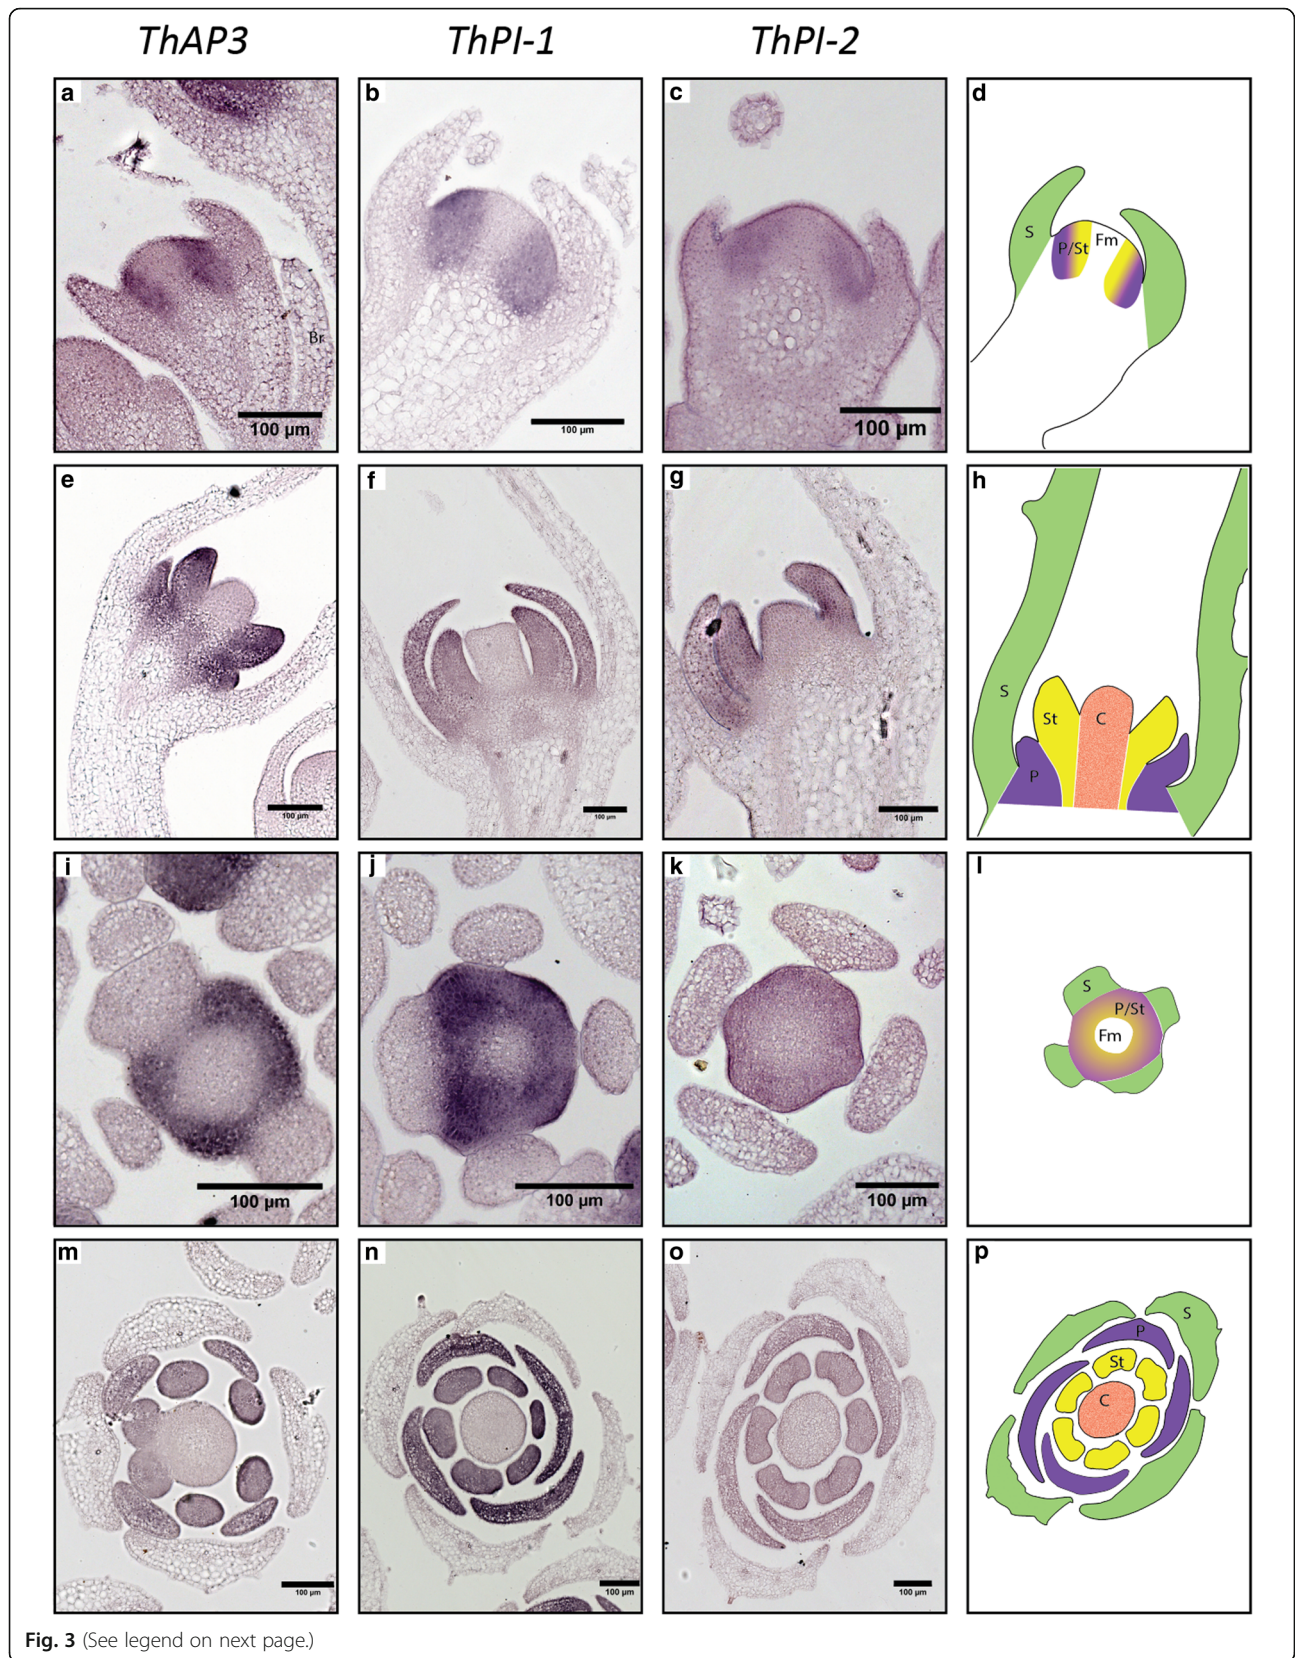 ThAP3 ThPI-1 ThPI-2
a b c d
Br
S P/St Fm
100 µm 100 µm 100 µm
e f g h
S St C P
100 µm 100 µm 100 µm
i j k l
S P/St Fm
100 µm 100 µm 100 µm
m n o p
S P St C
100 µm 100 µm 100 µm
Fig. 3 (See legend on next page.)